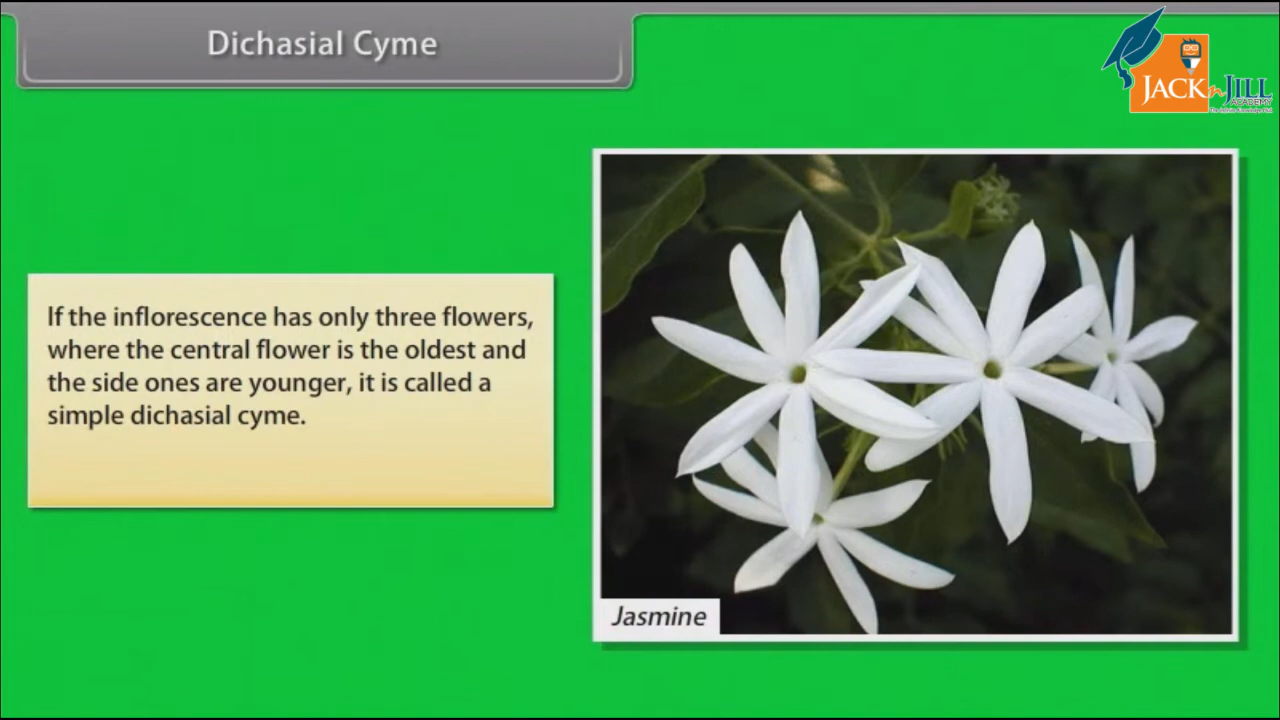 Dichasial Cyme
JACK n JILL
ACADEMY
If the inflorescence has only three flowers,
where the central flower is the oldest and
the side ones are younger, it is called a
simple dichasial cyme.
Jasmine